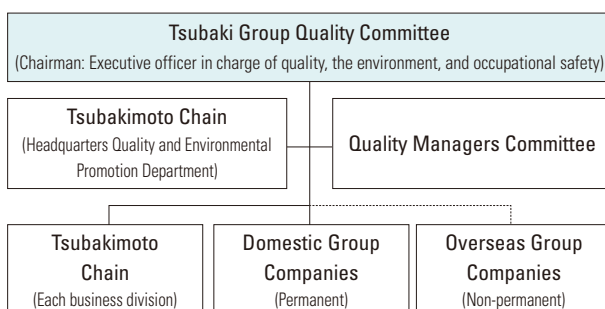 Tsubaki Group Quality Committee
(Chairman: Executive officer in charge of quality, the environment, and occupational safety)
Tsubakimoto Chain
(Headquarters Quality and Environmental
Promotion Department)
Quality Managers Committee
Tsubakimoto
Chain
(Each business division)
Domestic Group
Companies
(Permanent)
Overseas Group
Companies
(Non-permanent)